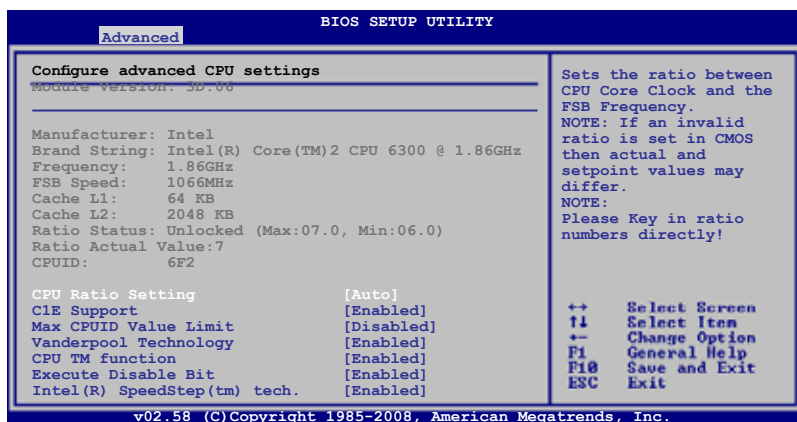 BIOS SETUP UTILITY
Advanced
Configure advanced CPU settings
Module Version: 3D.06
Manufacturer: Intel
Brand String: Intel(R) Core(TM)2 CPU 6300 @ 1.86GHz
Frequency: 1.86GHz
FSB Speed: 1066MHz
Cache L1: 64 KB
Cache L2: 2048 KB
Ratio Status: Unlocked (Max:07.0, Min:06.0)
Ratio Actual Value:7
CPUID: 6F2
CPU Ratio Setting [Auto]
C1E Support [Enabled]
Max CPUID Value Limit [Disabled]
Vanderpool Technology [Enabled]
CPU TM function [Enabled]
Execute Disable Bit [Enabled]
Intel(R) SpeedStep(tm) tech. [Enabled]
Sets the ratio between
CPU Core Clock and the
FSB Frequency.
NOTE: If an invalid
ratio is set in CMOS
then actual and
setpoint values may
differ.
NOTE:
Please Key in ratio
numbers directly!
↔ Select Screen
↑↓ Select Item
+- Change Option
F1 General Help
F10 Save and Exit
ESC Exit
v02.58 (C)Copyright 1985-2008, American Megatrends, Inc.